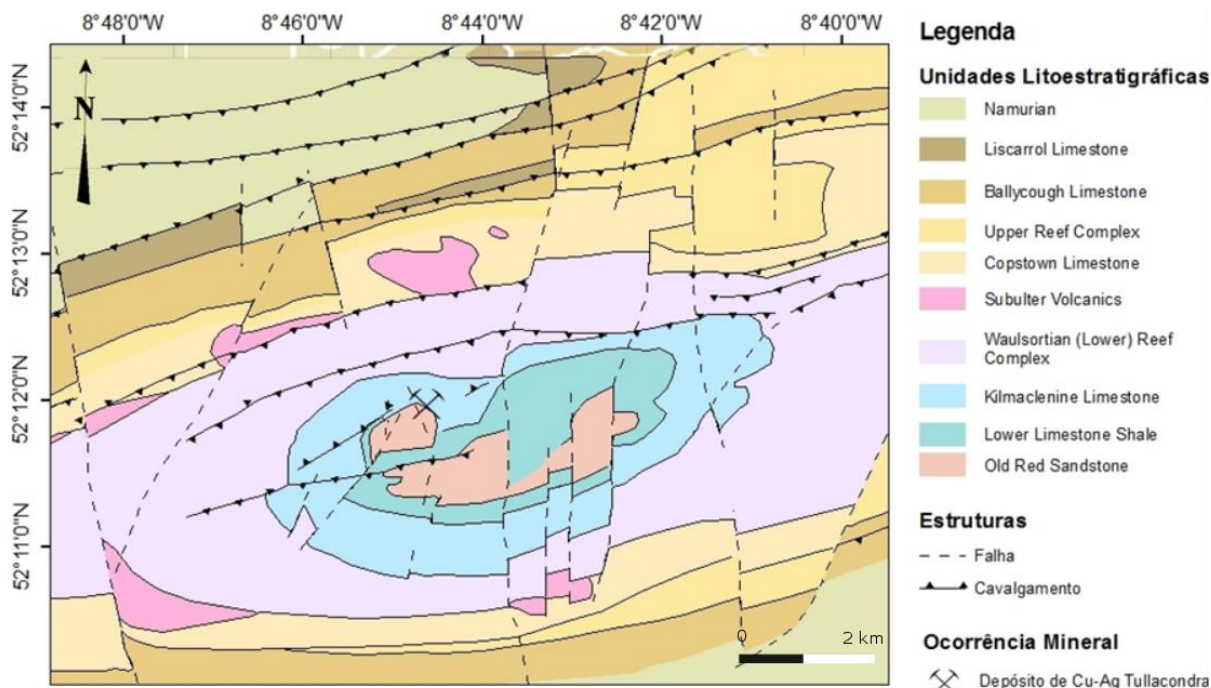 8°48'0"W 8°46'0"W 8°44'0"W 8°42'0"W 8°40'0"W
52°14'0"N
52°13'0"N
52°12'0"N
52°11'0"N
N
0 2 km
Legenda
Unidades Litoestratigráficas
Namurian
Liscarrol Limestone
Ballycough Limestone
Upper Reef Complex
Copstown Limestone
Subulter Volcanics
Waulsortian (Lower) Reef
Complex
Kilmaclenine Limestone
Lower Limestone Shale
Old Red Sandstone
Estruturas
Falha
Cavalgamento
Ocorrência Mineral
Depósito de Cu-Ag Tullacondra